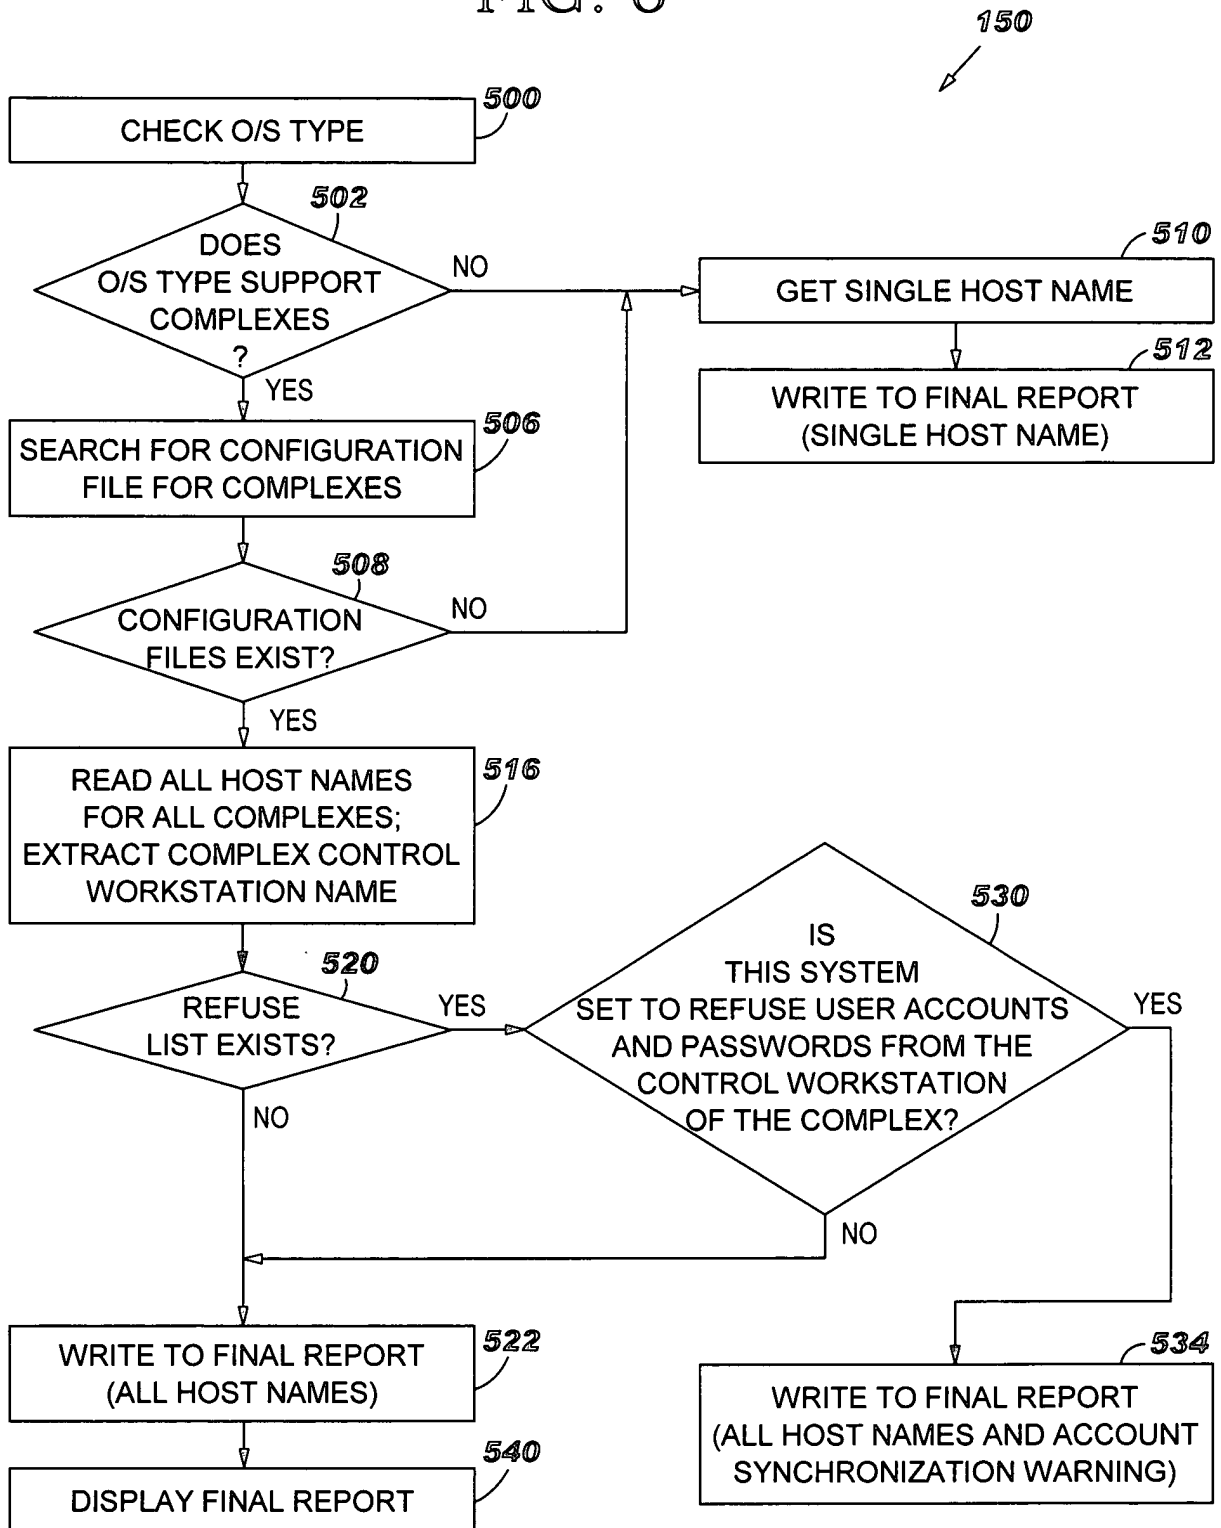 150
500
CHECK O/S TYPE
502
DOES
O/S TYPE SUPPORT
COMPLEXES
?
NO
YES
510
GET SINGLE HOST NAME
512
WRITE TO FINAL REPORT
(SINGLE HOST NAME)
506
SEARCH FOR CONFIGURATION
FILE FOR COMPLEXES
508
CONFIGURATION
FILES EXIST?
NO
YES
516
READ ALL HOST NAMES
FOR ALL COMPLEXES;
EXTRACT COMPLEX CONTROL
WORKSTATION NAME
520
REFUSE
LIST EXISTS?
YES
NO
530
IS
THIS SYSTEM
SET TO REFUSE USER ACCOUNTS
AND PASSWORDS FROM THE
CONTROL WORKSTATION
OF THE COMPLEX?
YES
NO
522
WRITE TO FINAL REPORT
(ALL HOST NAMES)
534
WRITE TO FINAL REPORT
(ALL HOST NAMES AND ACCOUNT
SYNCHRONIZATION WARNING)
540
DISPLAY FINAL REPORT